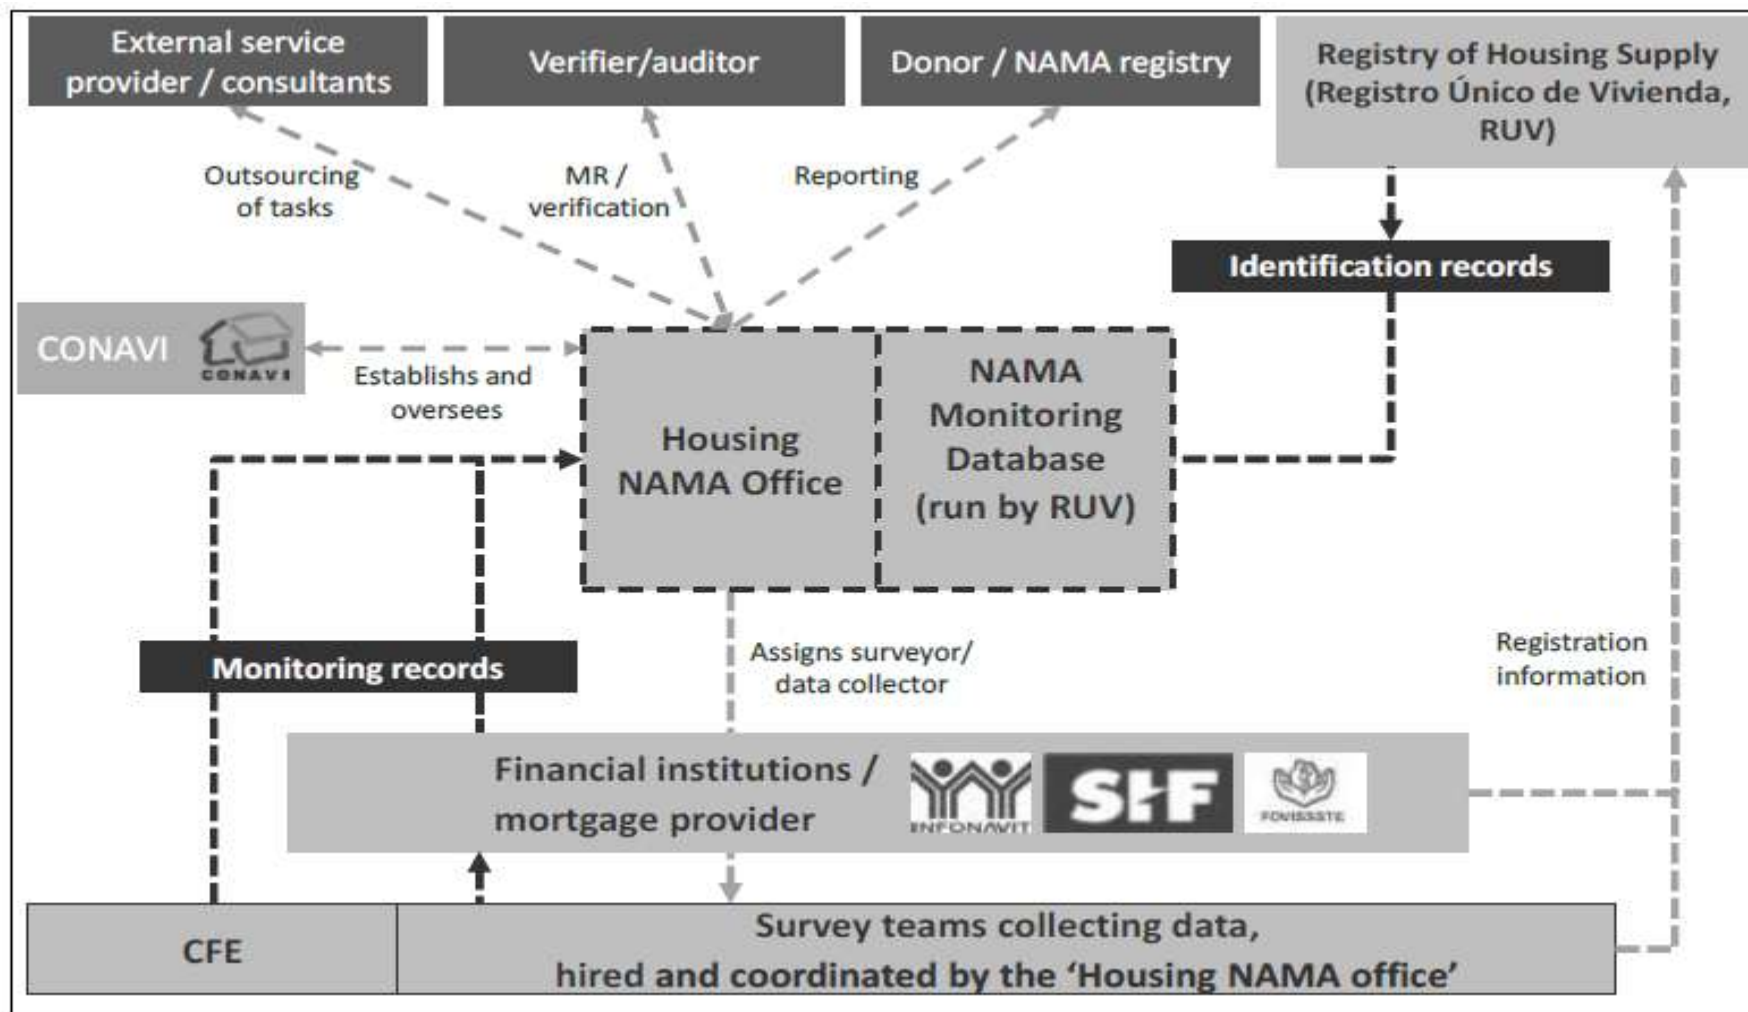 External service
provider / consultants
Verifier/auditor
Donor / NAMA registry
Registry of Housing Supply
(Registro Único de Vivienda,
RUV)
Outsourcing
of tasks
MR /
verification
Reporting
Identification records
CONAVI
CONAVI
Establishs and
oversees
Housing
NAMA Office
NAMA
Monitoring
Database
(run by RUV)
Monitoring records
Assigns surveyor/
data collector
Registration
information
Financial institutions /
mortgage provider
INFONAVIT
SHF
FOVISSSTE
CFE
Survey teams collecting data,
hired and coordinated by the ‘Housing NAMA office’